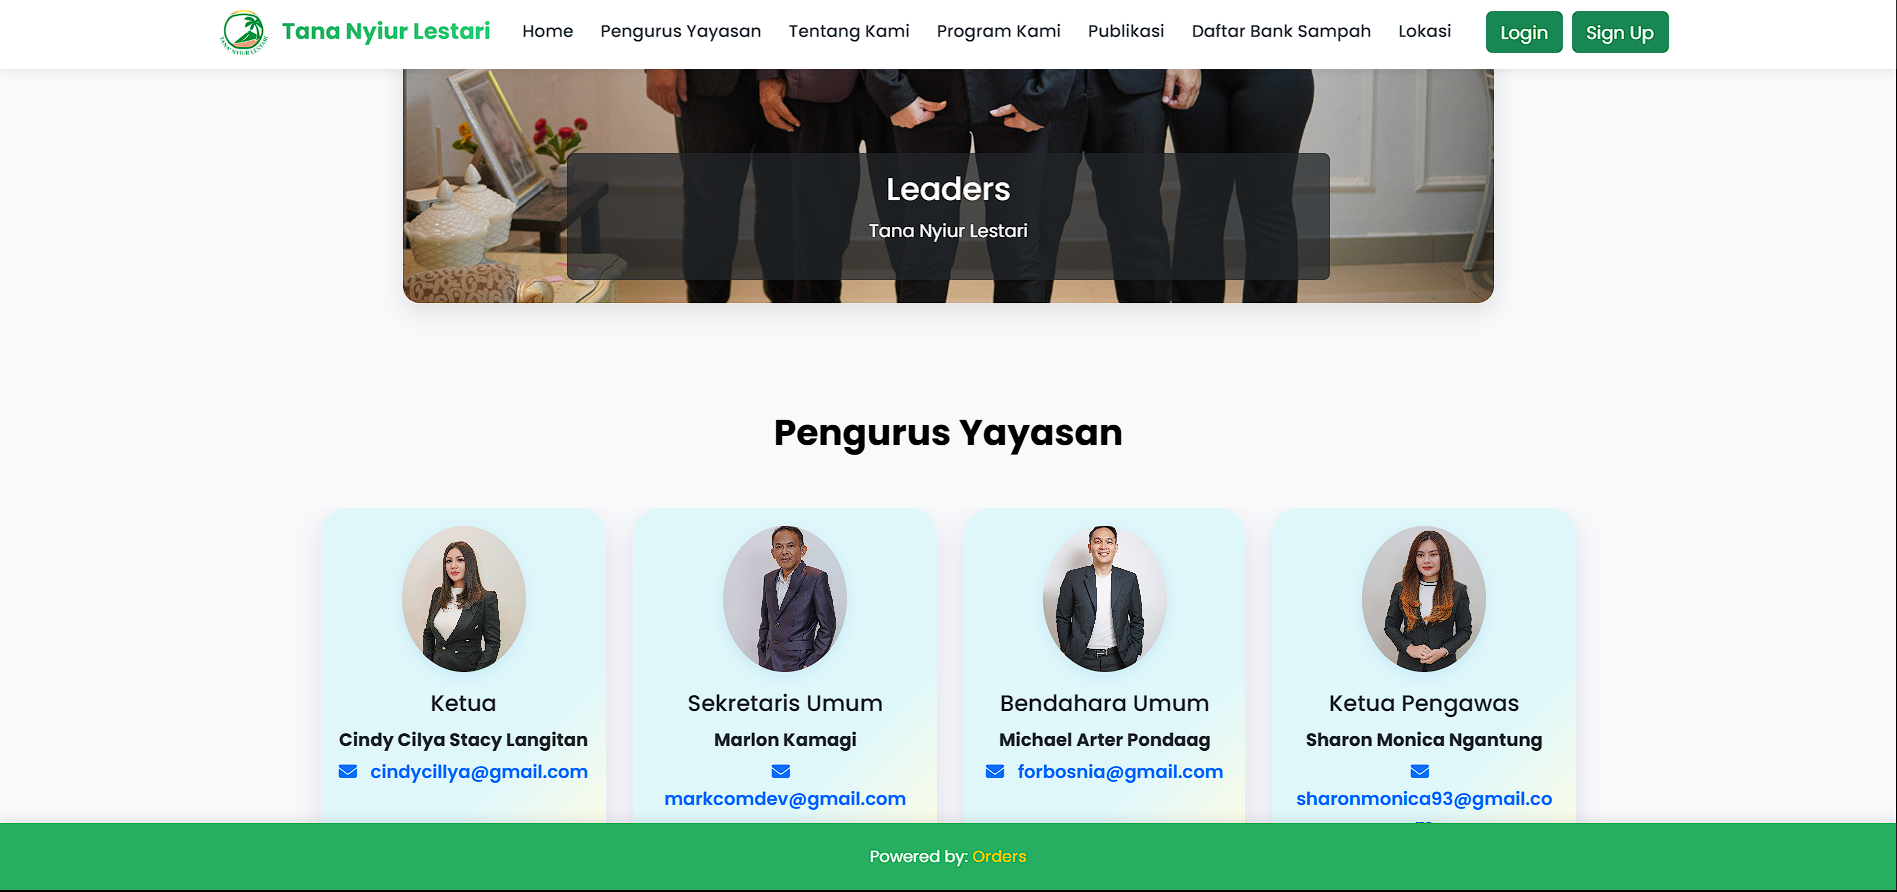 Tana Nyiur Lestari
Home Pengurus Yayasan Tentang Kami Program Kami Publikasi Daftar Bank Sampah Lokasi Login Sign Up
Leaders
Tana Nyiur Lestari
Pengurus Yayasan
Ketua
Cindy Cilya Stacy Langitan
cindycillya@gmail.com
Sekretaris Umum
Marlon Kamagi
markcomdev@gmail.com
Bendahara Umum
Michael Arter Pondaag
forbosnia@gmail.com
Ketua Pengawas
Sharon Monica Ngantung
sharonmonica93@gmail.co
Powered by: Orders